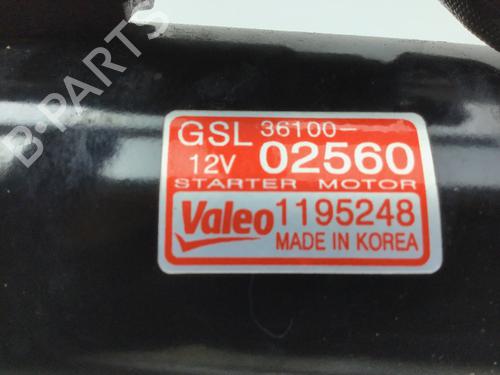 GSL 36100-
12V 02560
STARTER MOTOR
Valeo 1195248
MADE IN KOREA
B-PARTS